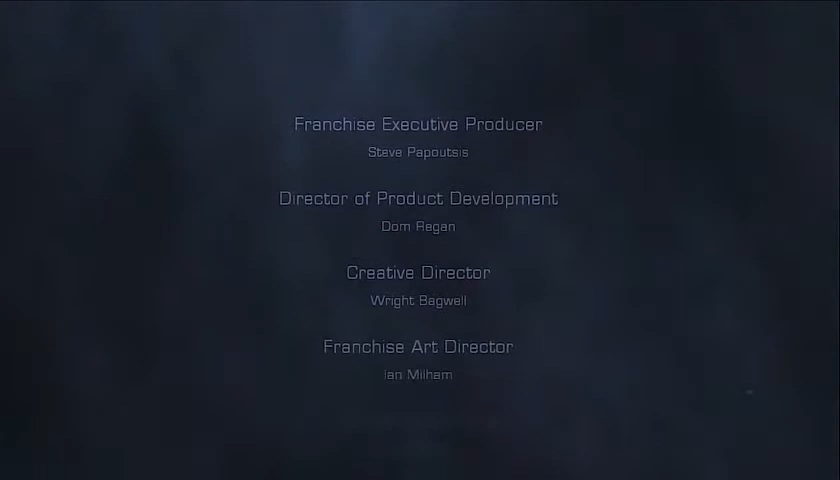 Franchise Executive Producer
Steve Papoutsis
Director of Product Development
Dom Regan
Creative Director
Wright Bagwell
Franchise Art Director
Ian Milham